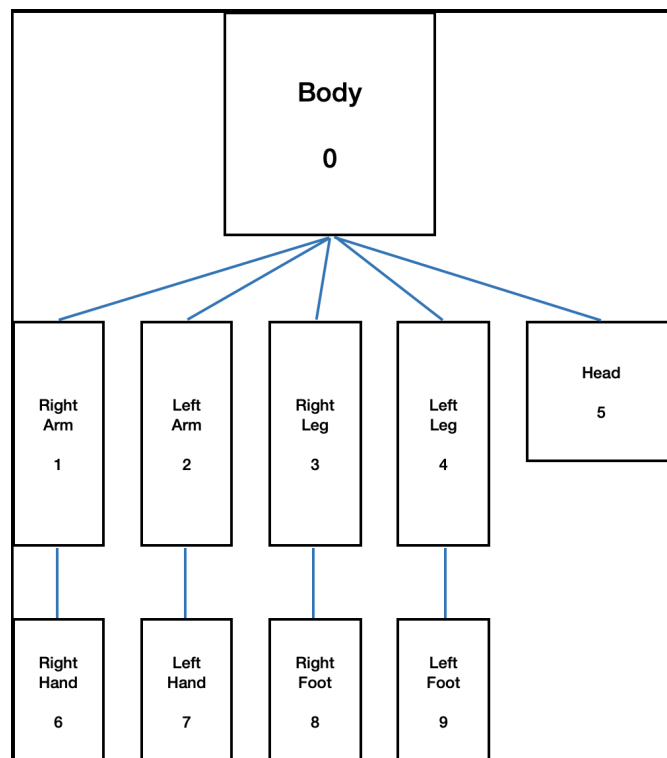 Body
0
Right
Arm
1
Left
Arm
2
Right
Leg
3
Left
Leg
4
Head
5
Right
Hand
6
Left
Hand
7
Right
Foot
8
Left
Foot
9